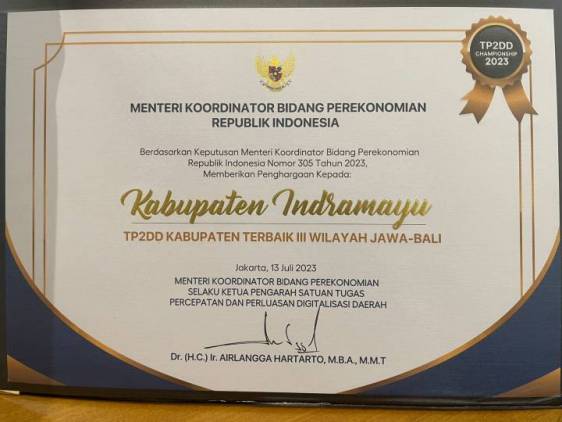 TP2DD
CHAMPIONSHIP
2023
MENTERI KOORDINATOR BIDANG PEREKONOMIAN
REPUBLIK INDONESIA
Berdasarkan Keputusan Menteri Koordinator Bidang Perekonomian
Republik Indonesia Nomor 305 Tahun 2023,
Memberikan Penghargaan Kepada:
Kabupaten Indramayu
TP2DD KABUPATEN TERBAIK III WILAYAH JAWA-BALI
Jakarta, 13 Juli 2023
MENTERI KOORDINATOR BIDANG PEREKONOMIAN
SELAKU KETUA PENGARAH SATUAN TUGAS
PERCEPATAN DAN PERLUASAN DIGITALISASI DAERAH
Dr. (H.C.) Ir. AIRLANGGA HARTARTO, M.B.A., M.M.T